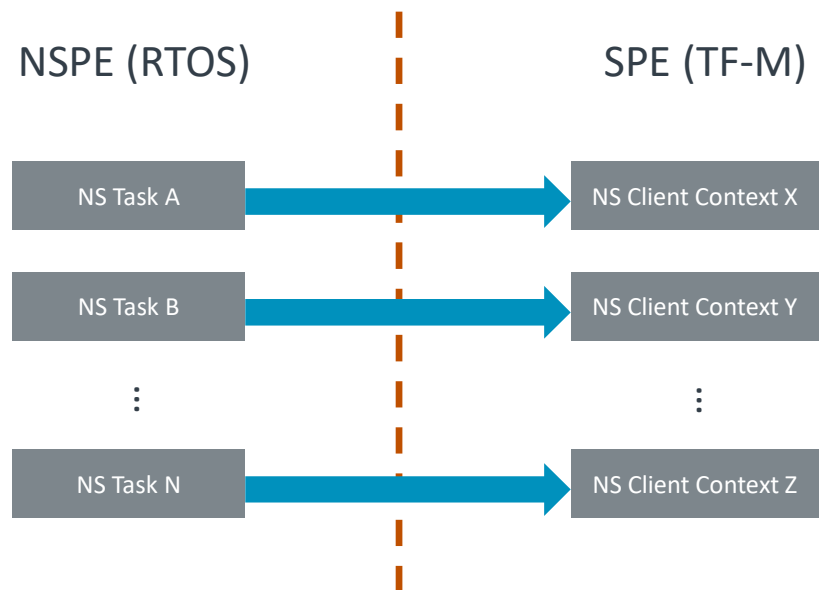 NSPE (RTOS)
SPE (TF-M)
NS Task A
NS Client Context X
NS Task B
NS Client Context Y
...
...
NS Task N
NS Client Context Z